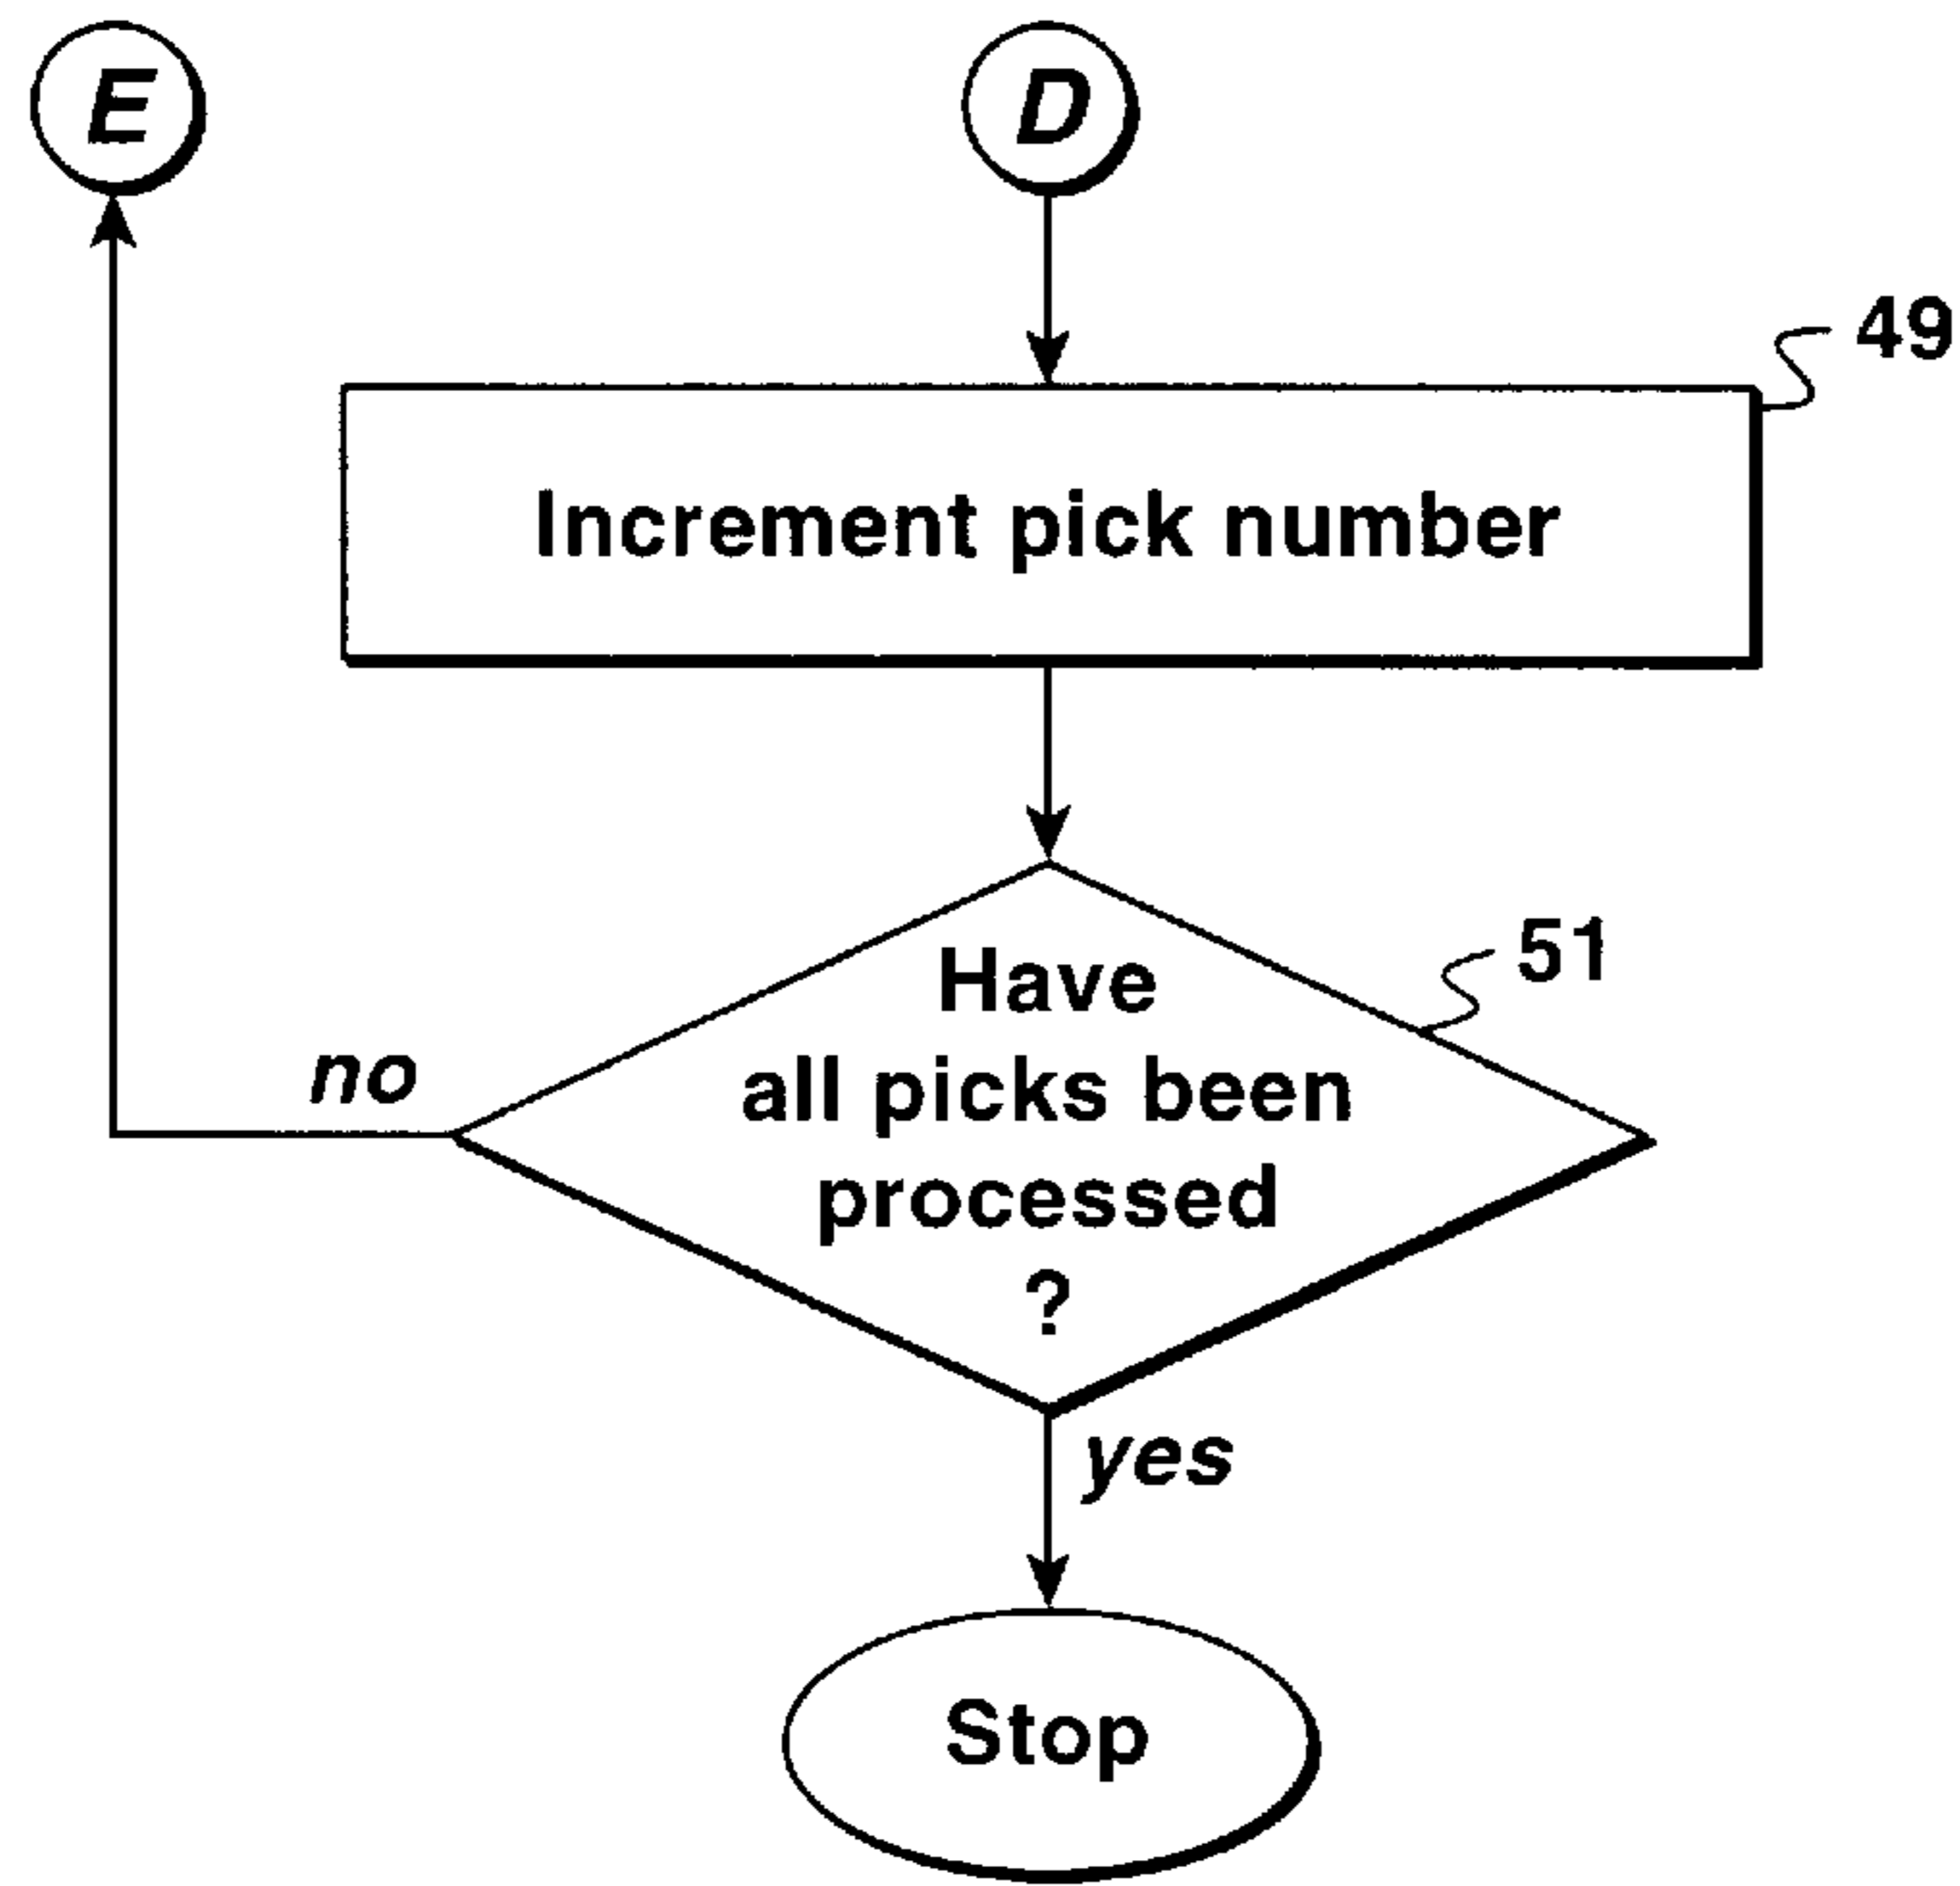 E
D
49
Increment pick number
51
Have
all picks been
processed
?
no
yes
Stop